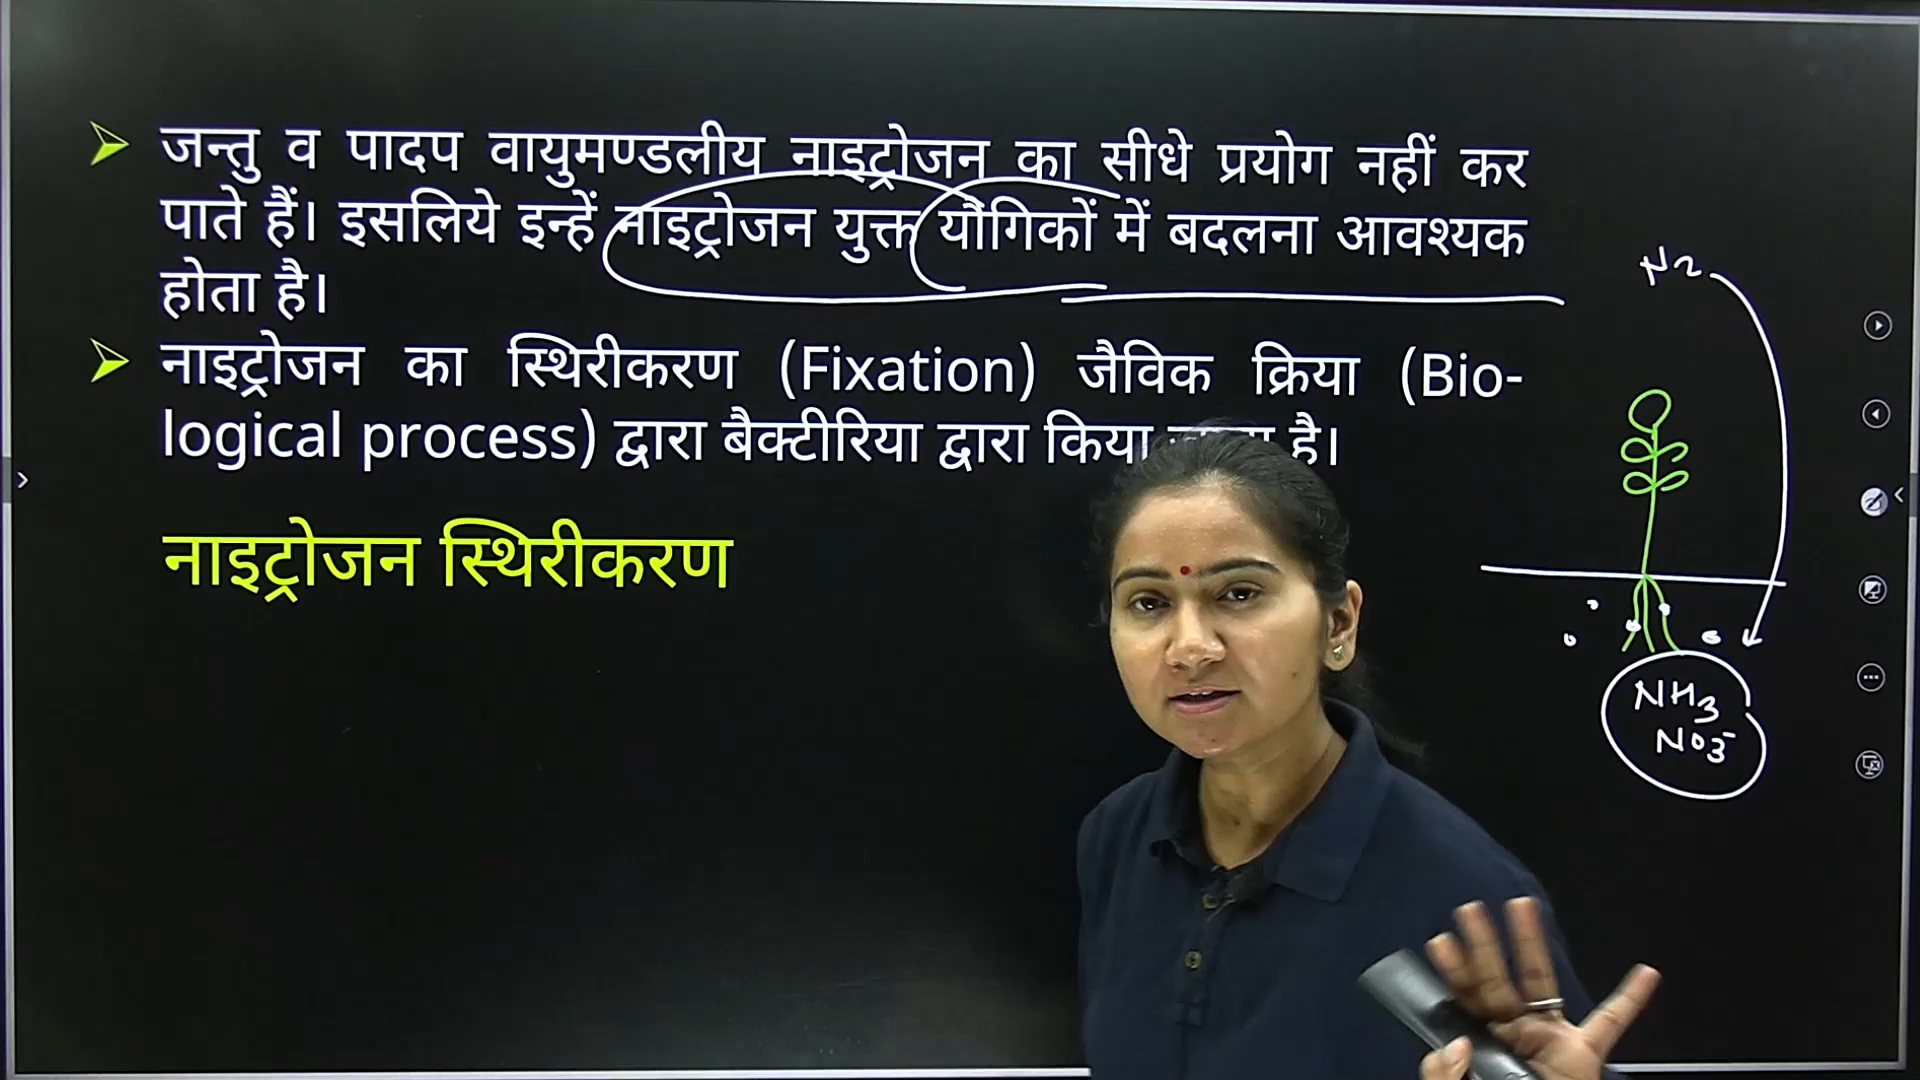 जन्तु व पादप वायुमण्डलीय नाइट्रोजन का सीधे प्रयोग नहीं कर
पाते हैं। इसलिये इन्हें नाइट्रोजन युक्त यौगिकों में बदलना आवश्यक
होता है।
नाइट्रोजन का स्थिरीकरण (Fixation) जैविक क्रिया (Bio-
logical process) द्वारा बैक्टीरिया द्वारा किया है।
नाइट्रोजन स्थिरीकरण
N2
NH3
NO3-